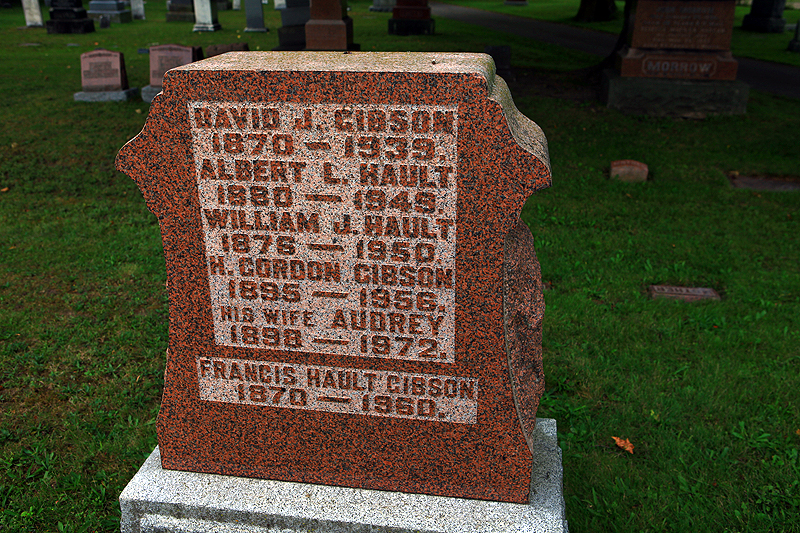 MORROW
DAVID J. GIBSON
1870 — 1939.
ALBERT L. HAULT
1880 — 1949.
WILLIAM J. HAULT
1876 — 1950
H. GORDON GIBSON
1895 — 1956.
HIS WIFE AUDREY
1898 — 1972.
FRANCIS HAULT GIBSON
1870 — 1960.